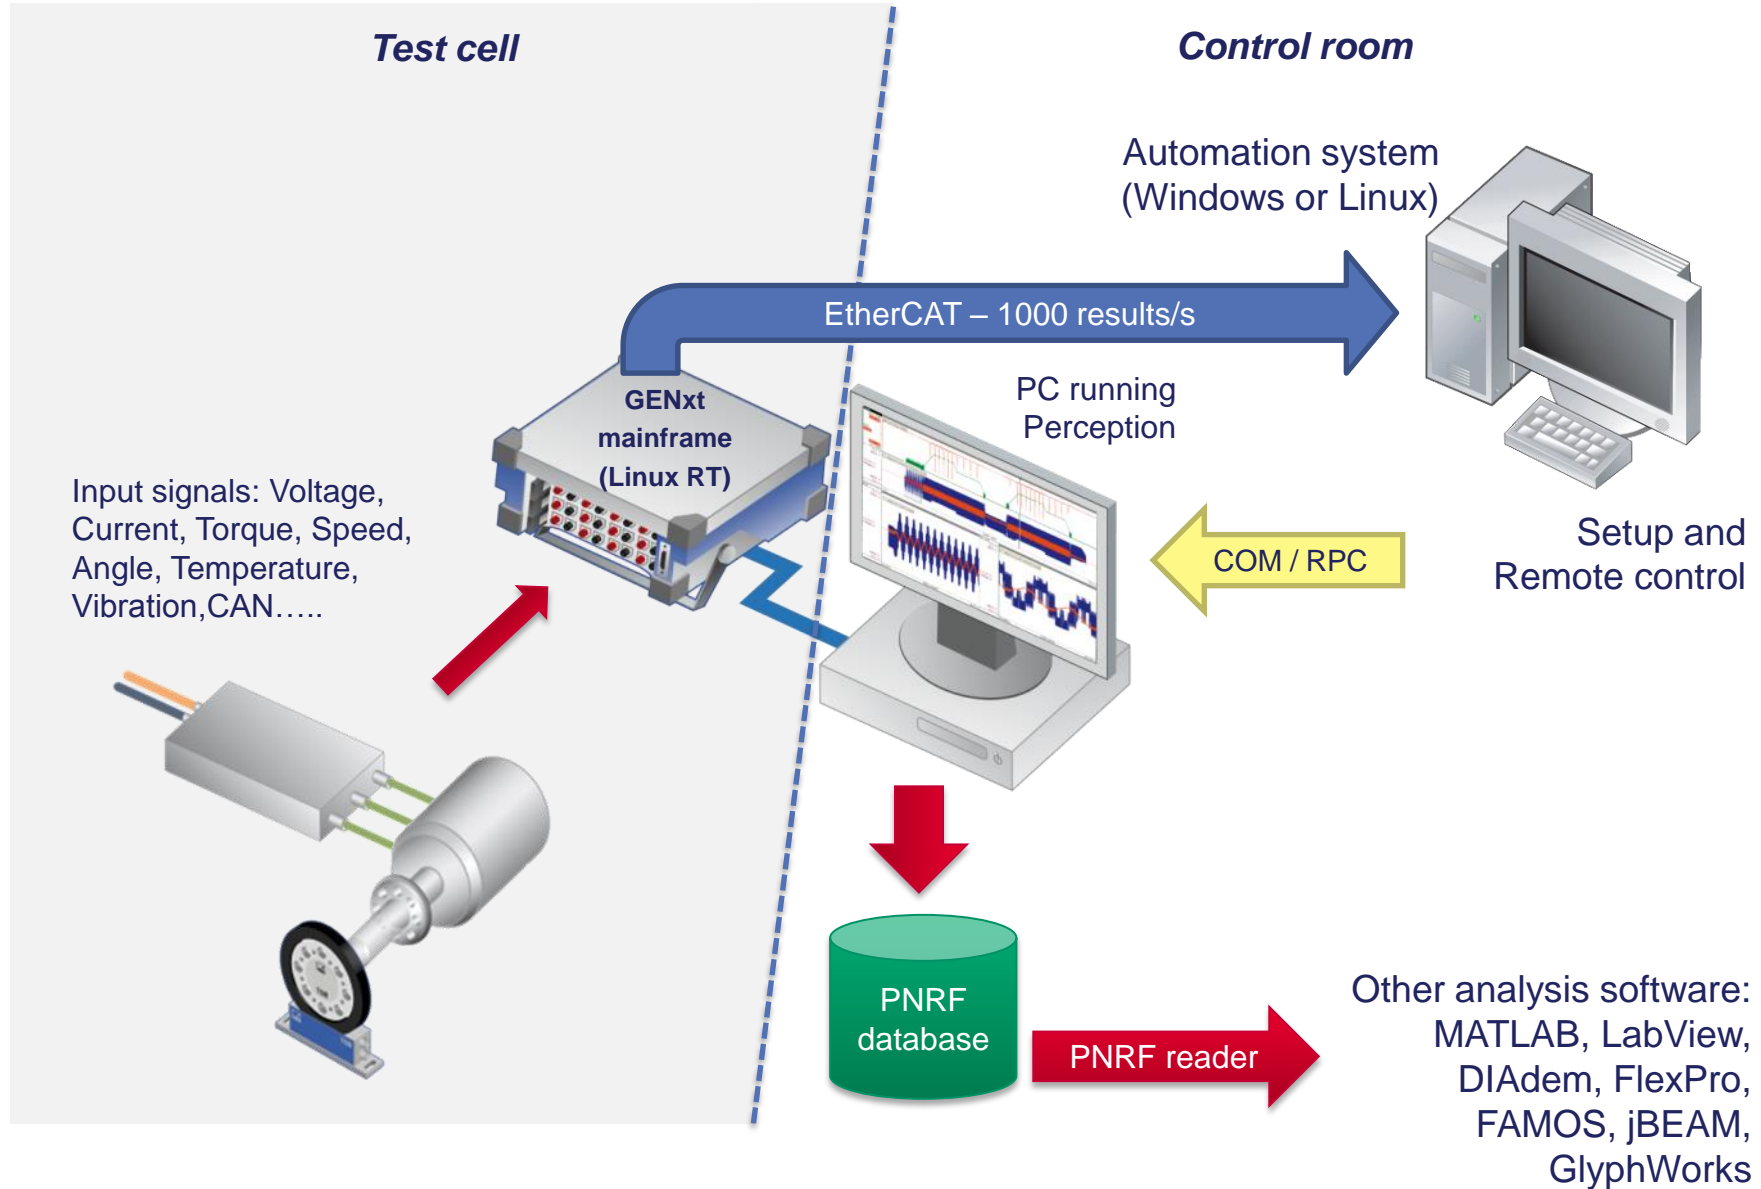 Test cell
Control room
Automation system
(Windows or Linux)
EtherCAT – 1000 results/s
PC running
Perception
GENxt
mainframe
(Linux RT)
Input signals: Voltage,
Current, Torque, Speed,
Angle, Temperature,
Vibration,CAN…..
COM / RPC
Setup and
Remote control
PNRF
database
PNRF reader
Other analysis software:
MATLAB, LabView,
DIAdem, FlexPro,
FAMOS, jBEAM,
GlyphWorks